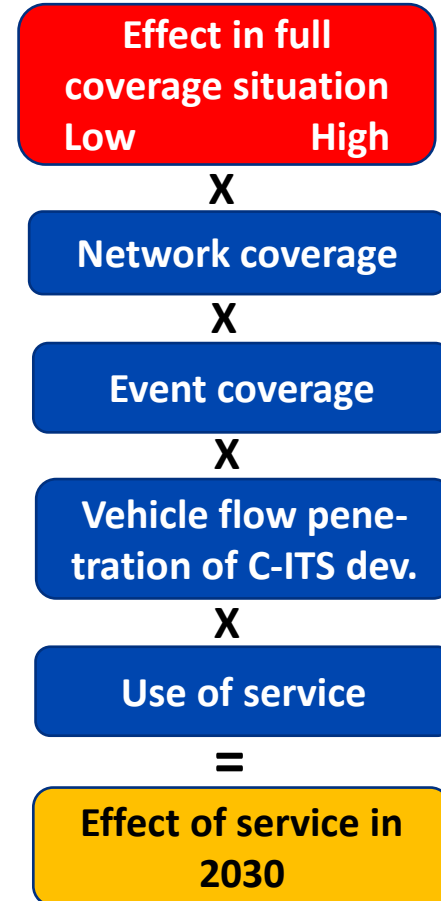 Effect in full
coverage situation
Low High
X
Network coverage
X
Event coverage
X
Vehicle flow pene-
tration of C-ITS dev.
X
Use of service
=
Effect of service in
2030